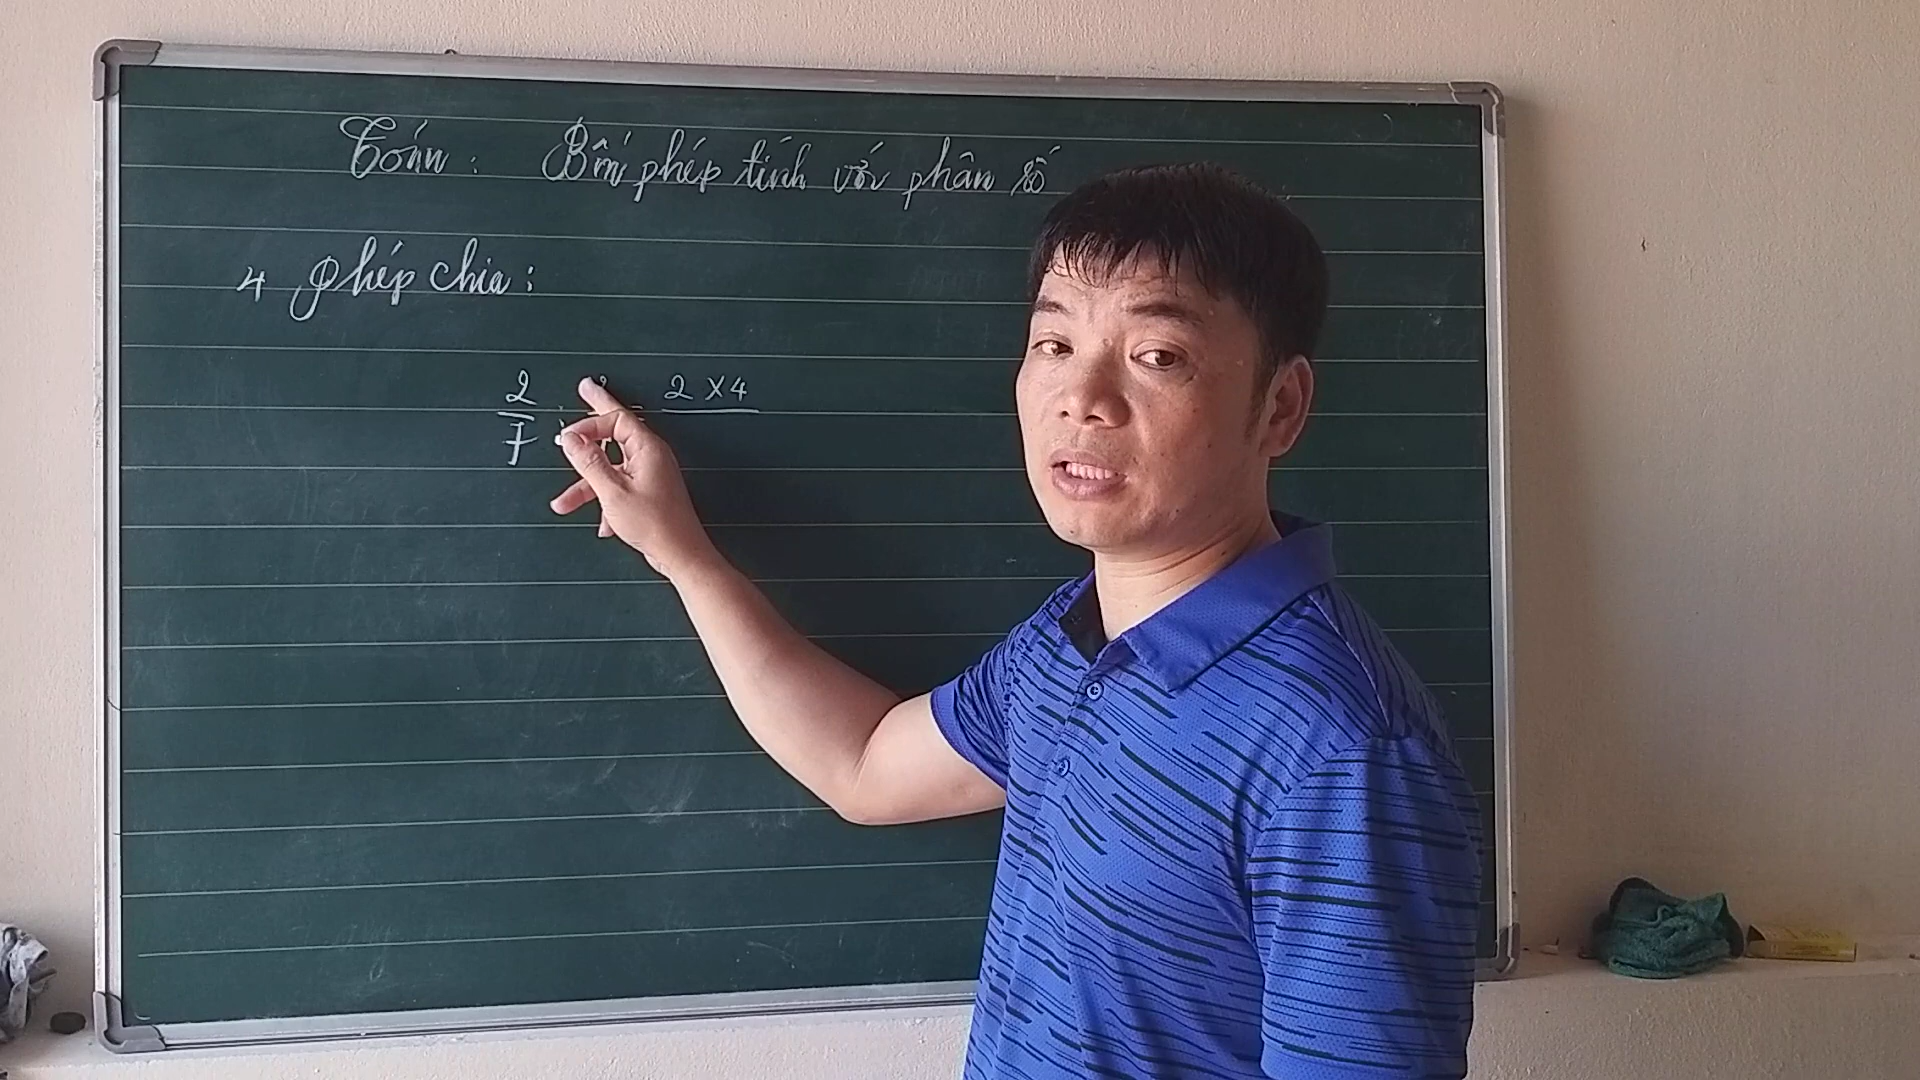 Toán : Bốn phép tính với phân số
4 Phép chia :
2/7 : = 2 x 4